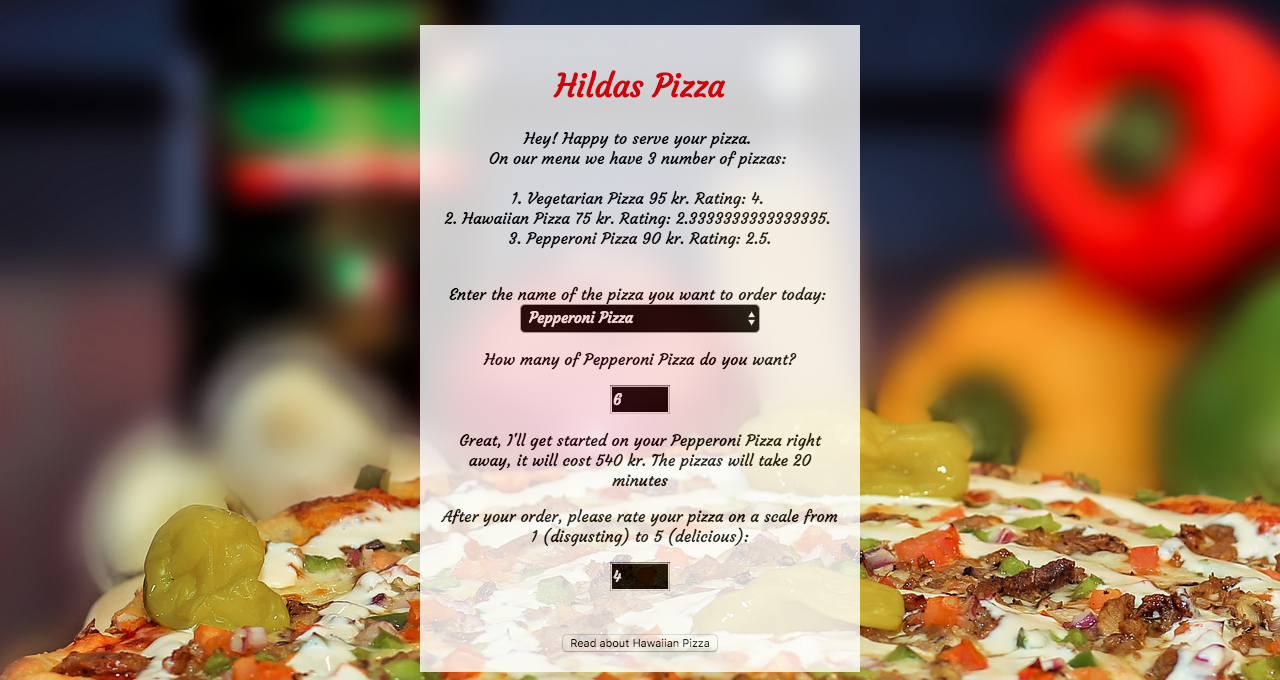 Hildas Pizza
Hey! Happy to serve your pizza.
On our menu we have 3 number of pizzas:
1. Vegetarian Pizza 95 kr. Rating: 4.
2. Hawaiian Pizza 75 kr. Rating: 2.3333333333333335.
3. Pepperoni Pizza 90 kr. Rating: 2.5.
Enter the name of the pizza you want to order today:
Pepperoni Pizza
How many of Pepperoni Pizza do you want?
6
Great, I'll get started on your Pepperoni Pizza right
away, it will cost 540 kr. The pizzas will take 20
minutes
After your order, please rate your pizza on a scale from
1 (disgusting) to 5 (delicious):
4
Read about Hawaiian Pizza